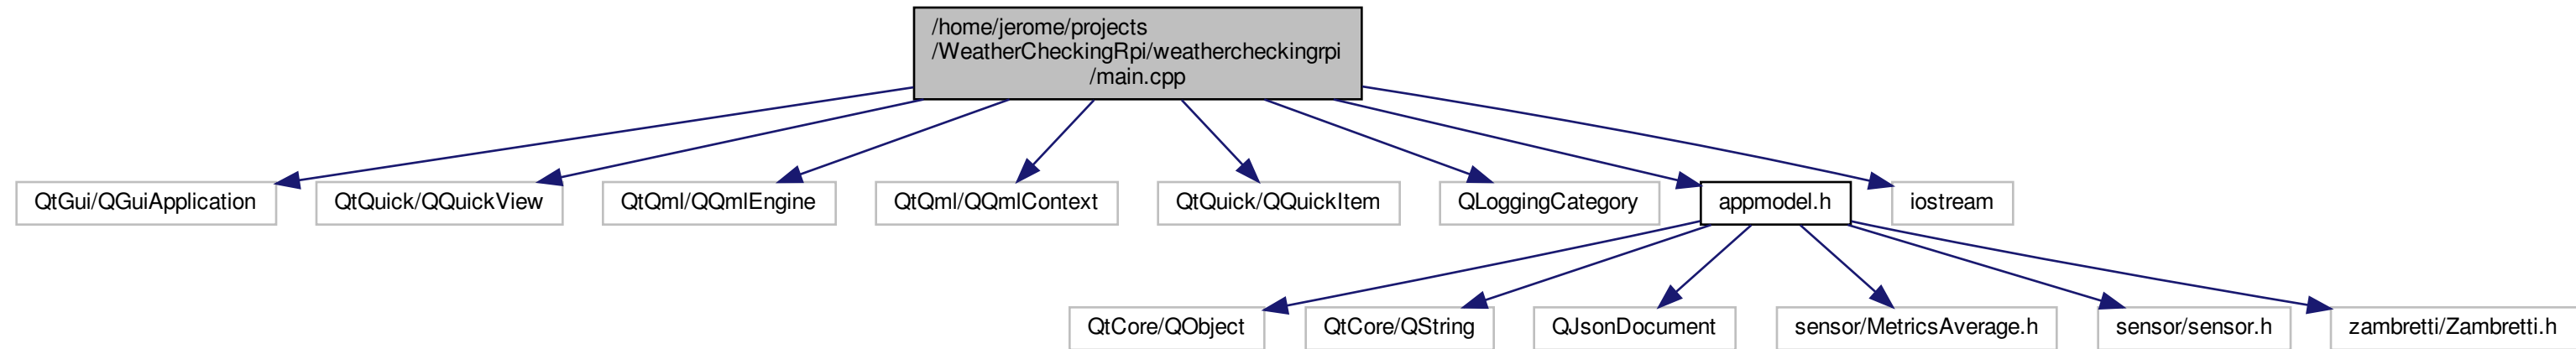 /home/jerome/projects
/WeatherCheckingRpi/weathercheckingrpi
/main.cpp
QtGui/QGuiApplication
QtQuick/QQuickView
QtQml/QQmlEngine
QtQml/QQmlContext
QtQuick/QQuickItem
QLoggingCategory
appmodel.h
iostream
QtCore/QObject
QtCore/QString
QJsonDocument
sensor/MetricsAverage.h
sensor/sensor.h
zambretti/Zambretti.h